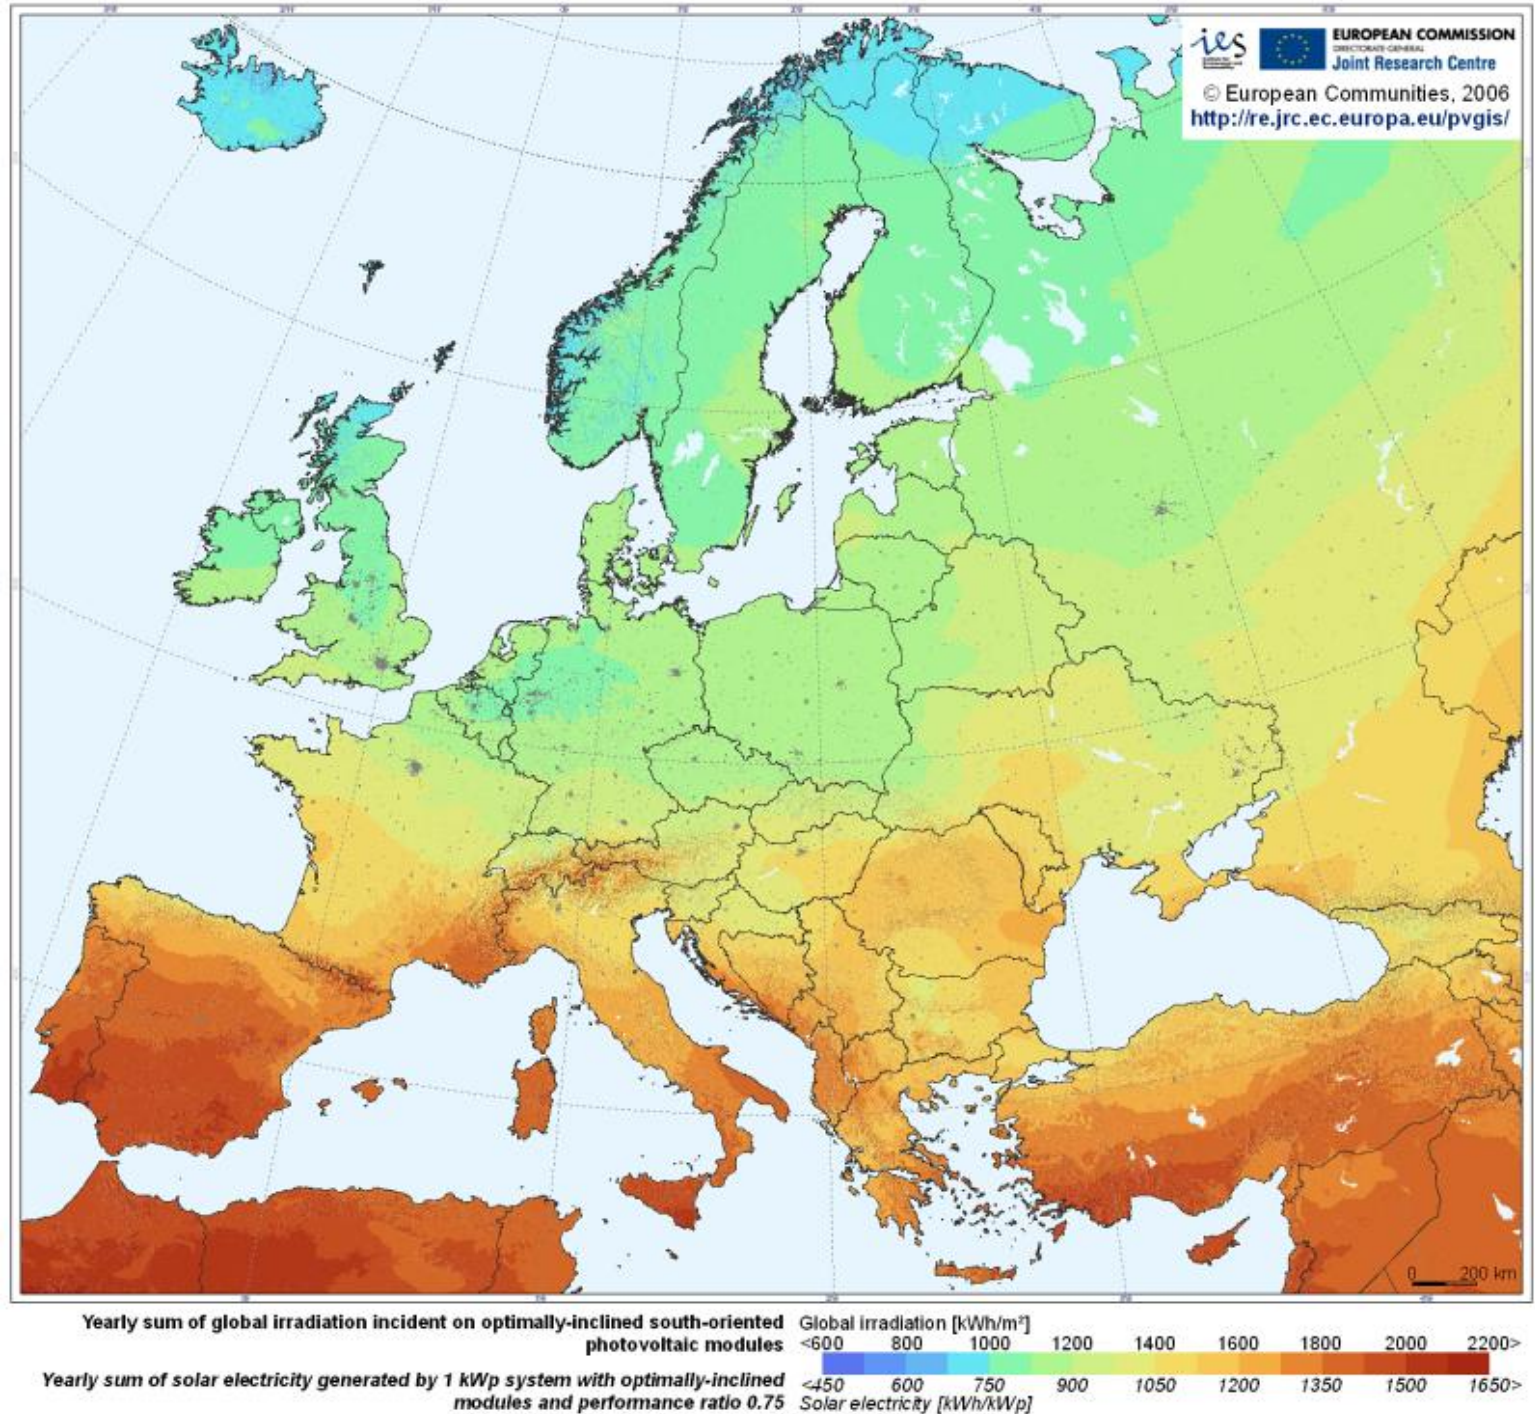 ies
EUROPEAN COMMISSION
DIRECTORATE-GENERAL
Joint Research Centre
© European Communities, 2006
http://re.jrc.ec.europa.eu/pvgis/
0 200 km
Yearly sum of global irradiation incident on optimally-inclined south-oriented
photovoltaic modules
Global irradiation [kWh/m²]
<600 800 1000 1200 1400 1600 1800 2000 2200>
Yearly sum of solar electricity generated by 1 kWp system with optimally-inclined
modules and performance ratio 0.75
<450 600 750 900 1050 1200 1350 1500 1650>
Solar electricity [kWh/kWp]